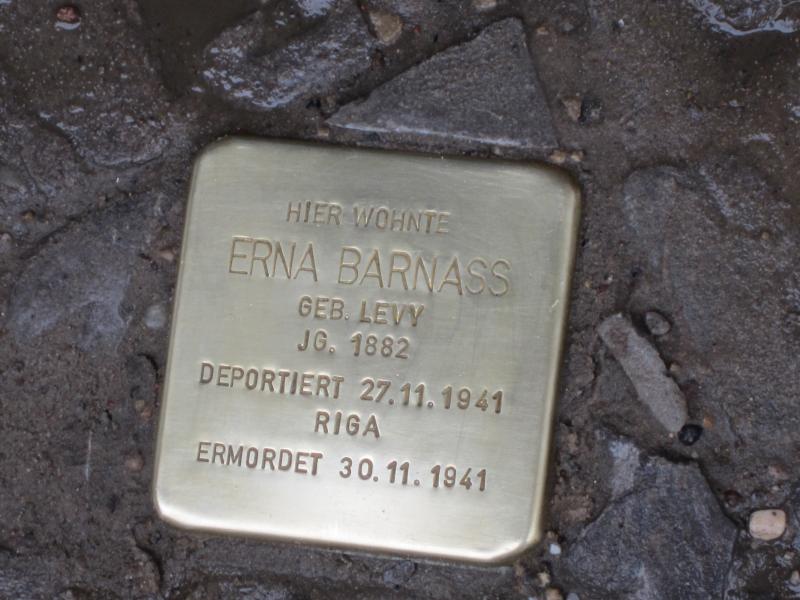 HIER WOHNTE
ERNA BARNASS
GEB. LEVY
JG. 1882
DEPORTIERT 27.11.1941
RIGA
ERMORDET 30.11.1941